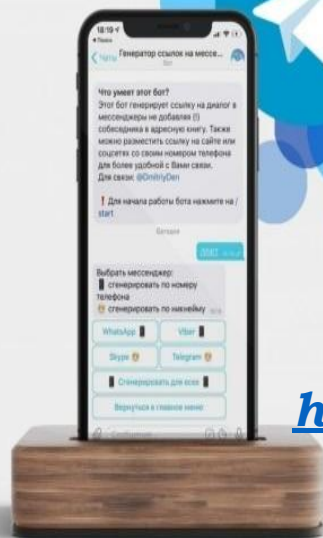 18:19
Поиск
Чаты
Генератор ссылок на мессе...
бот
Что умеет этот бот?
Этот бот генерирует ссылку на диалог в
мессенджеры не добавляя (!)
собеседника в адресную книгу. Также
можно разместить ссылку на сайте или
соцсетях со своим номером телефона
для более удобной с Вами связи.
Для связи: @DmitriyDen
❗ Для начала работы бота нажмите на /
start
Сегодня
Выбрать мессенджер:
📱 сгенерировать по номеру
телефона
🤠 сгенерировать по никнейму
WhatsApp 📱 Viber 📱
Skype 🤠 Telegram 🤠
📱 Сгенерировать для всех 📱
Вернуться в главное меню
Сообщение
h